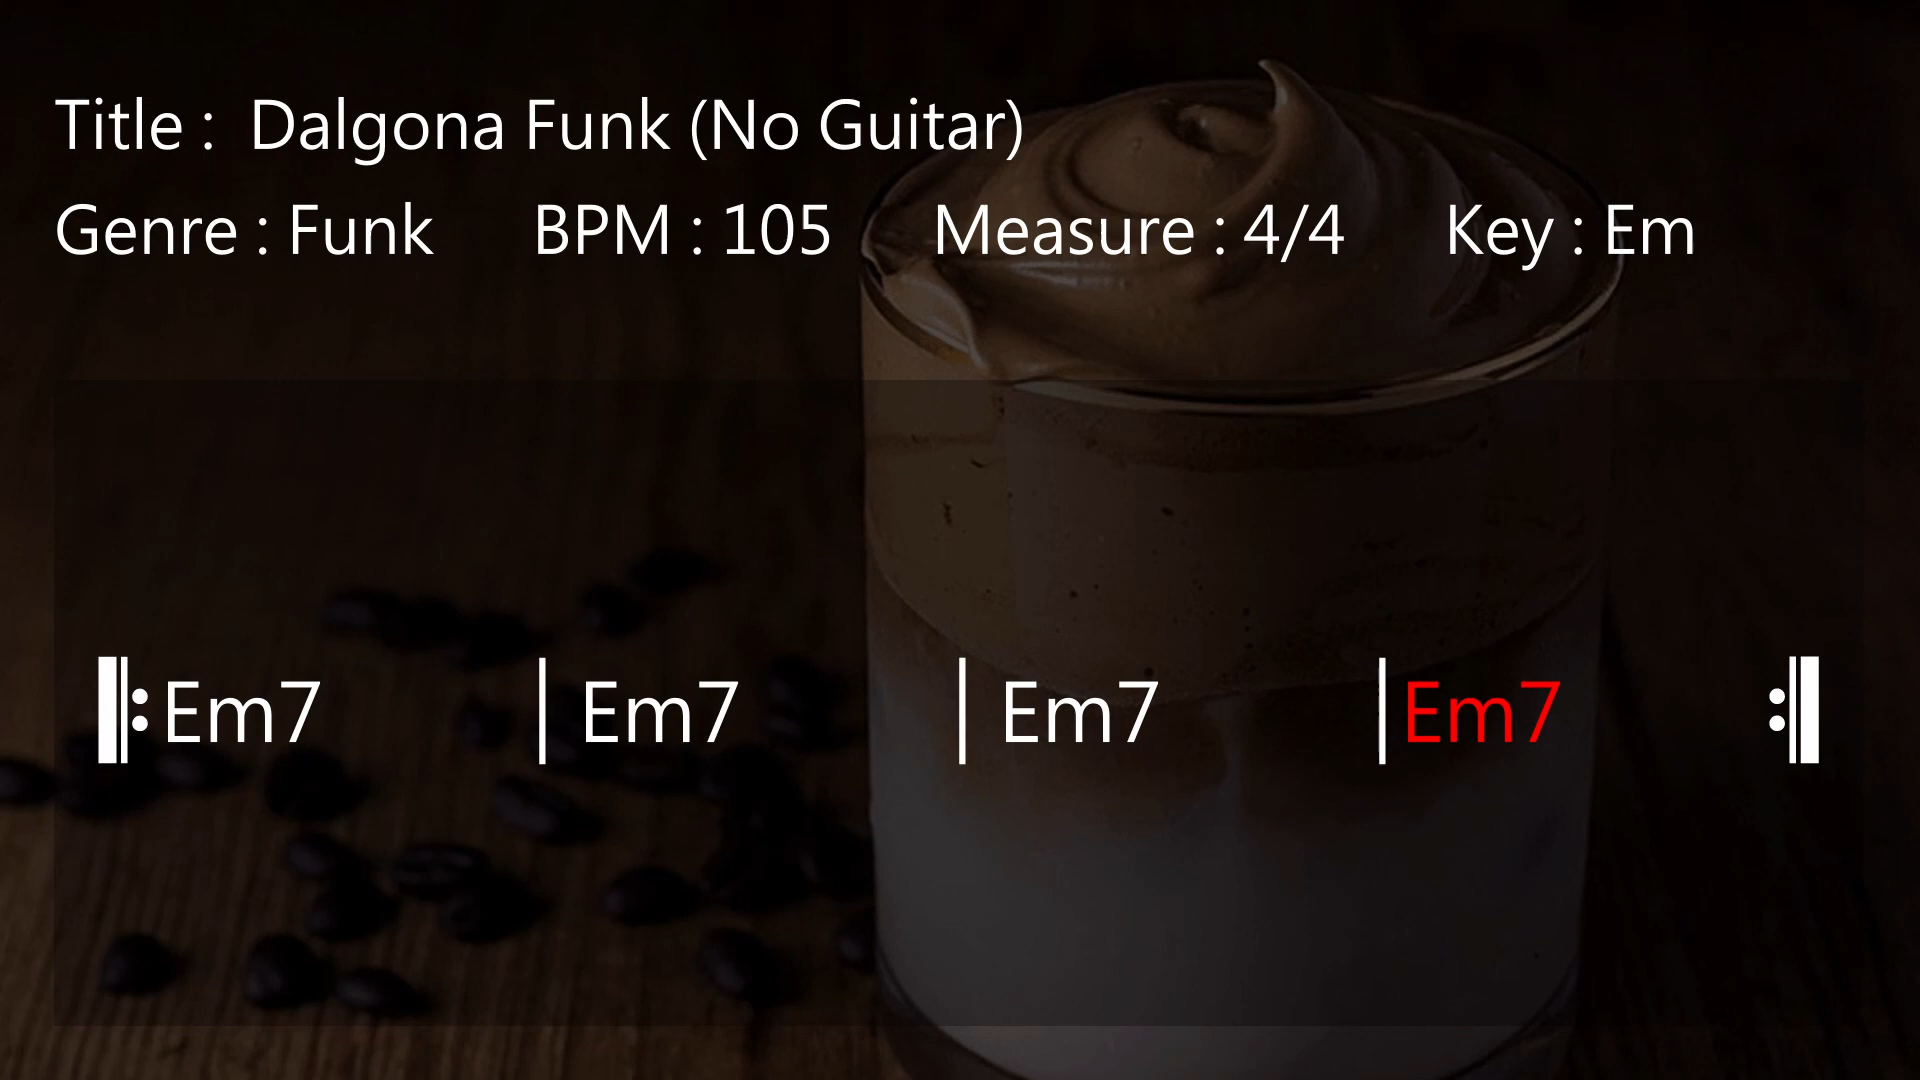 Title : Dalgona Funk (No Guitar)
Genre : Funk BPM : 105 Measure : 4/4 Key : Em
Em7 Em7 Em7 Em7